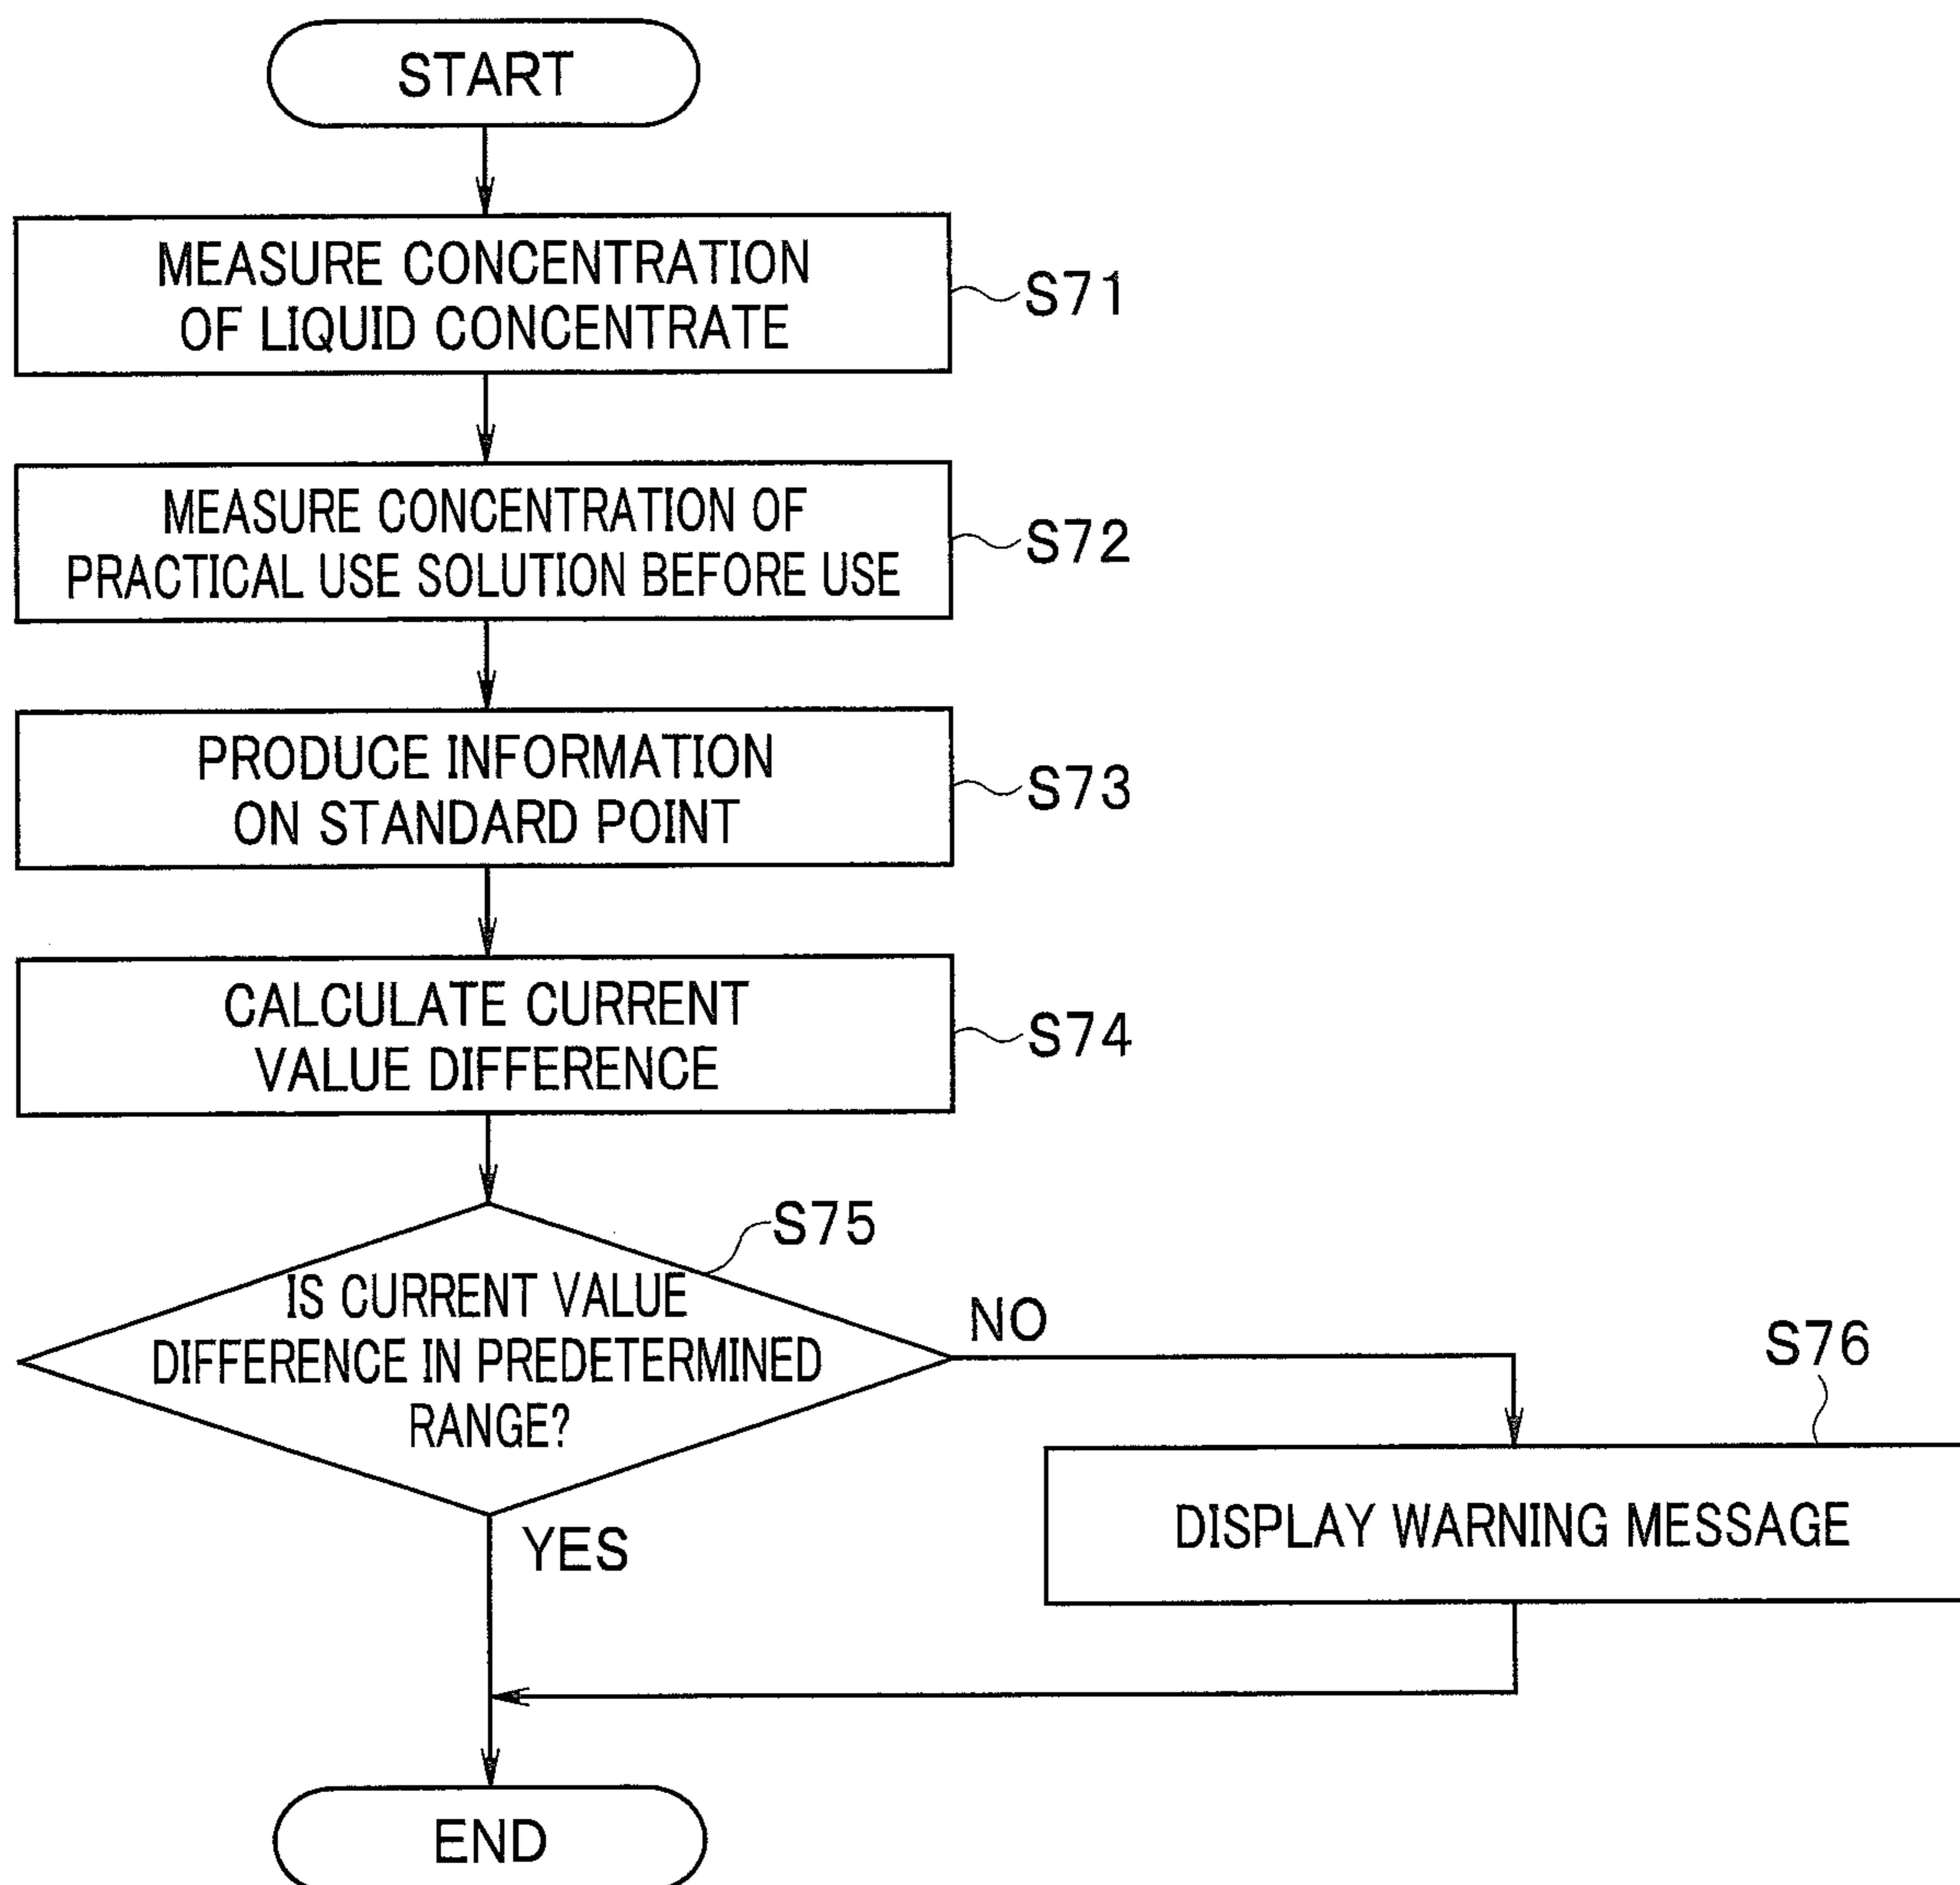 START
MEASURE CONCENTRATION
OF LIQUID CONCENTRATE
S71
MEASURE CONCENTRATION OF
PRACTICAL USE SOLUTION BEFORE USE
S72
PRODUCE INFORMATION
ON STANDARD POINT
S73
CALCULATE CURRENT
VALUE DIFFERENCE
S74
S75
IS CURRENT VALUE
DIFFERENCE IN PREDETERMINED
RANGE?
NO
S76
DISPLAY WARNING MESSAGE
YES
END